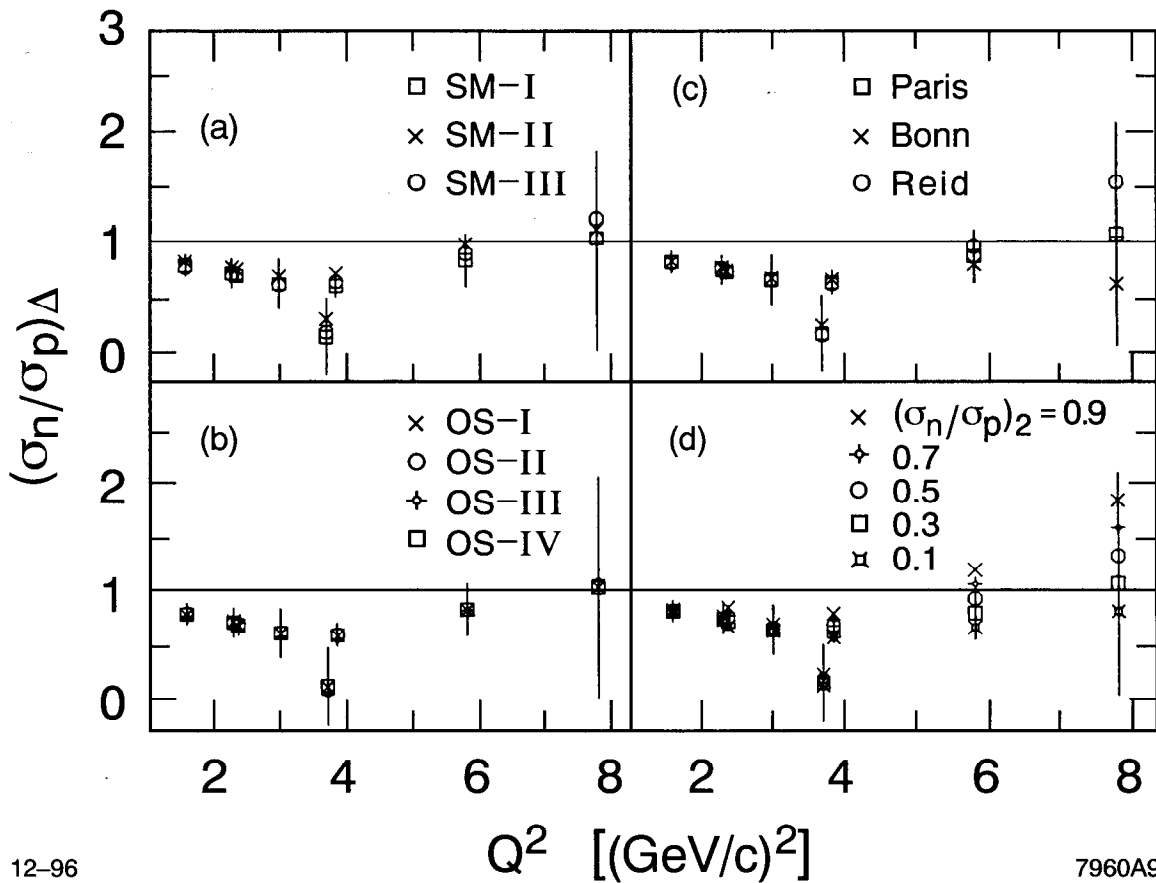 3
2
1
0
(σn/σp)Δ
(a)
SM-I
SM-II
SM-III
(c)
Paris
Bonn
Reid
2
1
0
(b)
OS-I
OS-II
OS-III
OS-IV
(d)
(σn/σp)2 = 0.9
0.7
0.5
0.3
0.1
2 4 6 8 2 4 6 8
Q² [(GeV/c)²]
12-96
7960A9